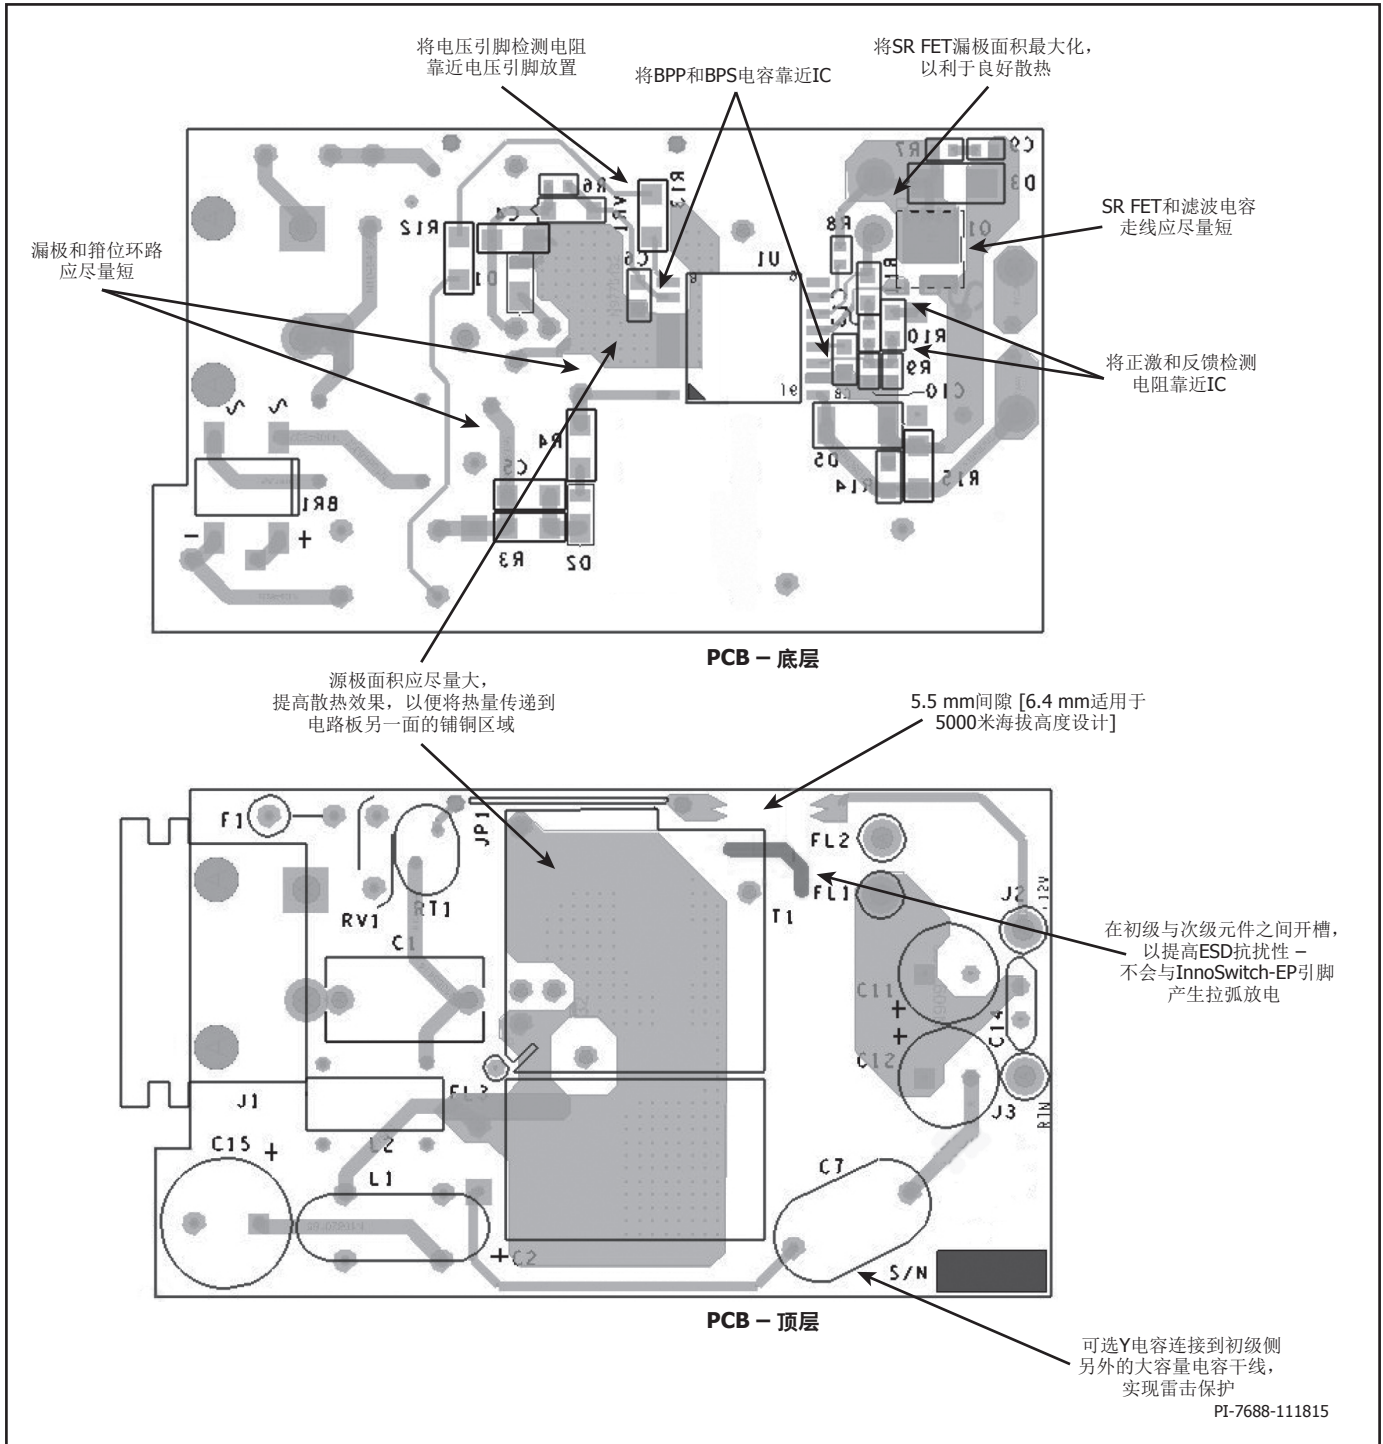 将电压引脚检测电阻
靠近电压引脚放置
将BPP和BPS电容靠近IC
将SR FET漏极面积最大化，
以利于良好散热
SR FET和滤波电容
走线应尽量短
漏极和箝位环路
应尽量短
将正激和反馈检测
电阻靠近IC
R7
C9
D3
R6
R13
VR1
C4
R12
D1
C6
U1
R8
Q1
R10
R9
C10
16
R4
C5
D5
R14
R15
BR1
-
+
R3
D2
PCB – 底层
源极面积应尽量大，
提高散热效果，以便将热量传递到
电路板另一面的铺铜区域
5.5 mm间隙 [6.4 mm适用于
5000米海拔高度设计]
F1
JP1
FL2
RV1
RT1
FL1
T1
J2
C1
C11
+
+
C12
C14
在初级与次级元件之间开槽，
以提高ESD抗扰性 –
不会与InnoSwitch-EP引脚
产生拉弧放电
J1
FL3
J3
RTN
C15
+
L2
L1
C7
+C2
S/N
PCB – 顶层
可选Y电容连接到初级侧
另外的大容量电容干线，
实现雷击保护
PI-7688-111815